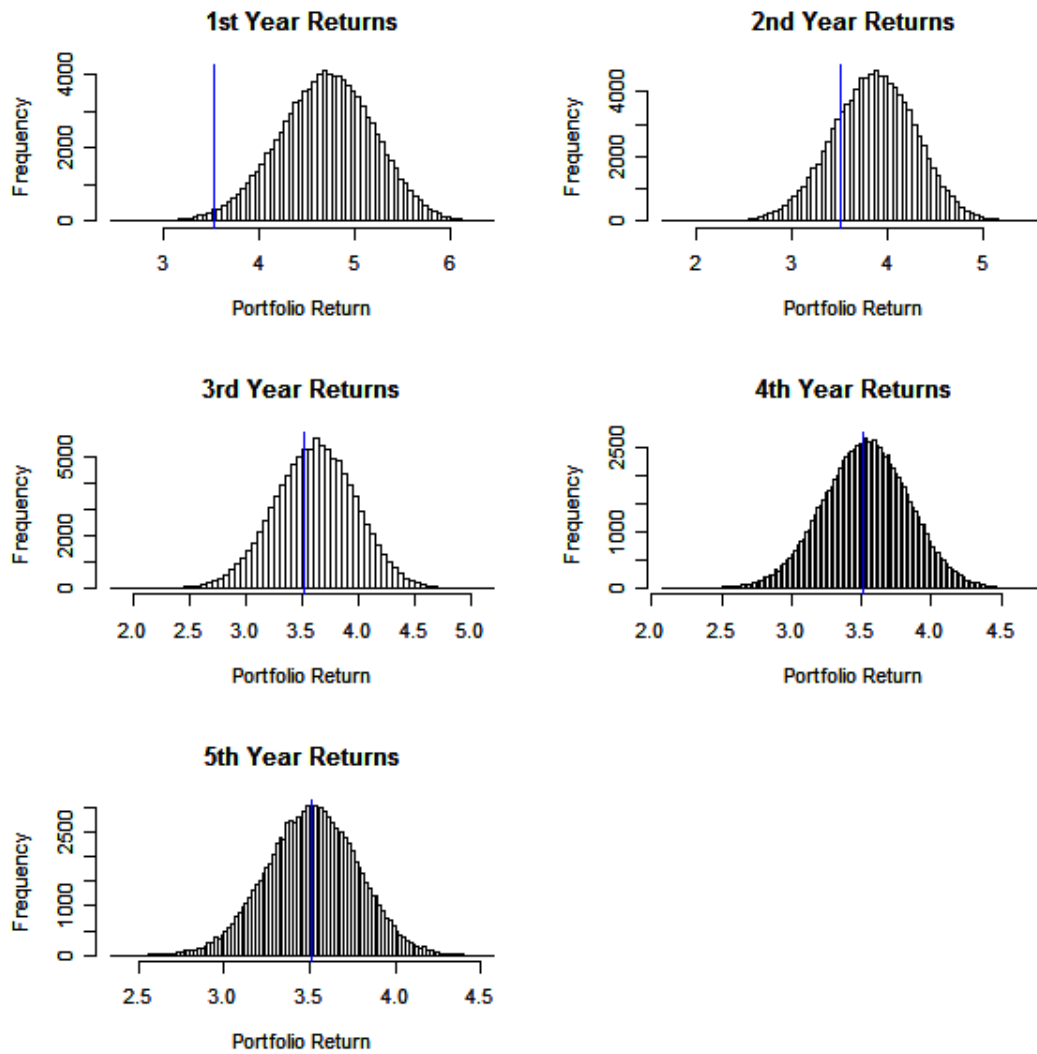 1st Year Returns
Frequency
0 2000 4000
3 4 5 6
Portfolio Return
2nd Year Returns
Frequency
0 2000 4000
2 3 4 5
Portfolio Return
3rd Year Returns
Frequency
0 2000 5000
2.0 2.5 3.0 3.5 4.0 4.5 5.0
Portfolio Return
4th Year Returns
Frequency
0 1000 2500
2.0 2.5 3.0 3.5 4.0 4.5
Portfolio Return
5th Year Returns
Frequency
0 1000 2500
2.5 3.0 3.5 4.0 4.5
Portfolio Return